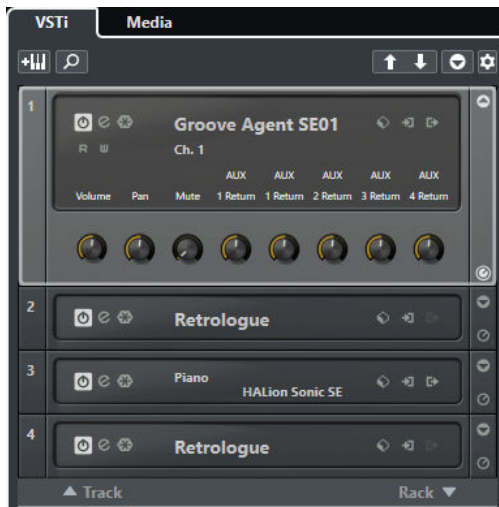 VSTi Media
1
Groove Agent SE01
R W
Ch. 1
AUX AUX AUX AUX AUX
Volume Pan Mute 1 Return 1 Return 2 Return 3 Return 4 Return
2
Retrologue
3
Piano
HALion Sonic SE
4
Retrologue
Track Rack